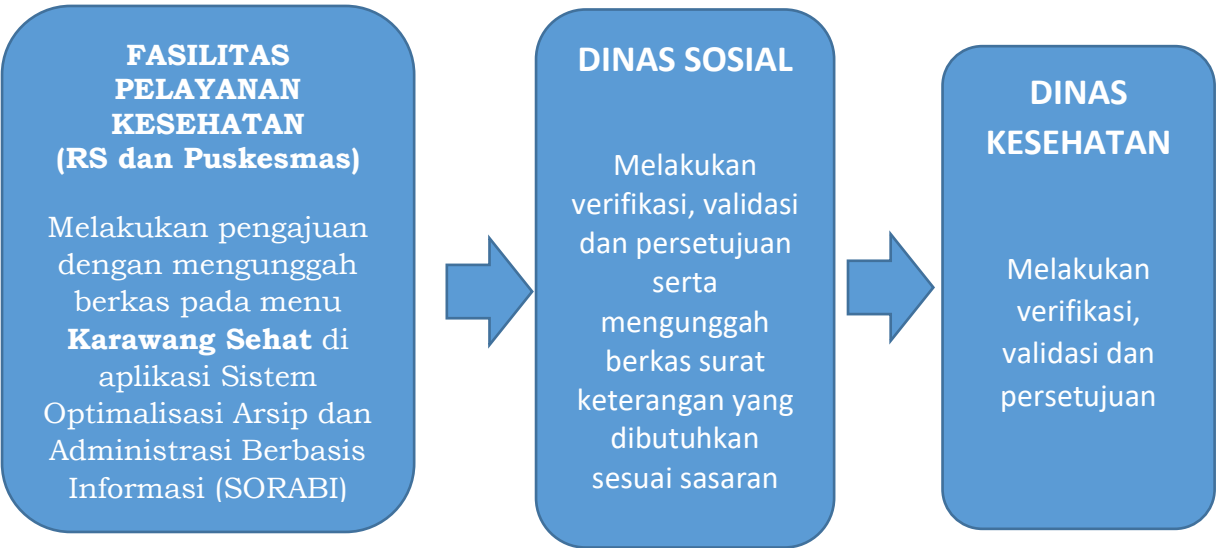 FASILITAS
PELAYANAN
KESEHATAN
(RS dan Puskesmas)
Melakukan pengajuan
dengan mengunggah
berkas pada menu
Karawang Sehat di
aplikasi Sistem
Optimalisasi Arsip dan
Administrasi Berbasis
Informasi (SORABI)
DINAS SOSIAL
Melakukan
verifikasi, validasi
dan persetujuan
serta
mengunggah
berkas surat
keterangan yang
dibutuhkan
sesuai sasaran
DINAS
KESEHATAN
Melakukan
verifikasi,
validasi dan
persetujuan